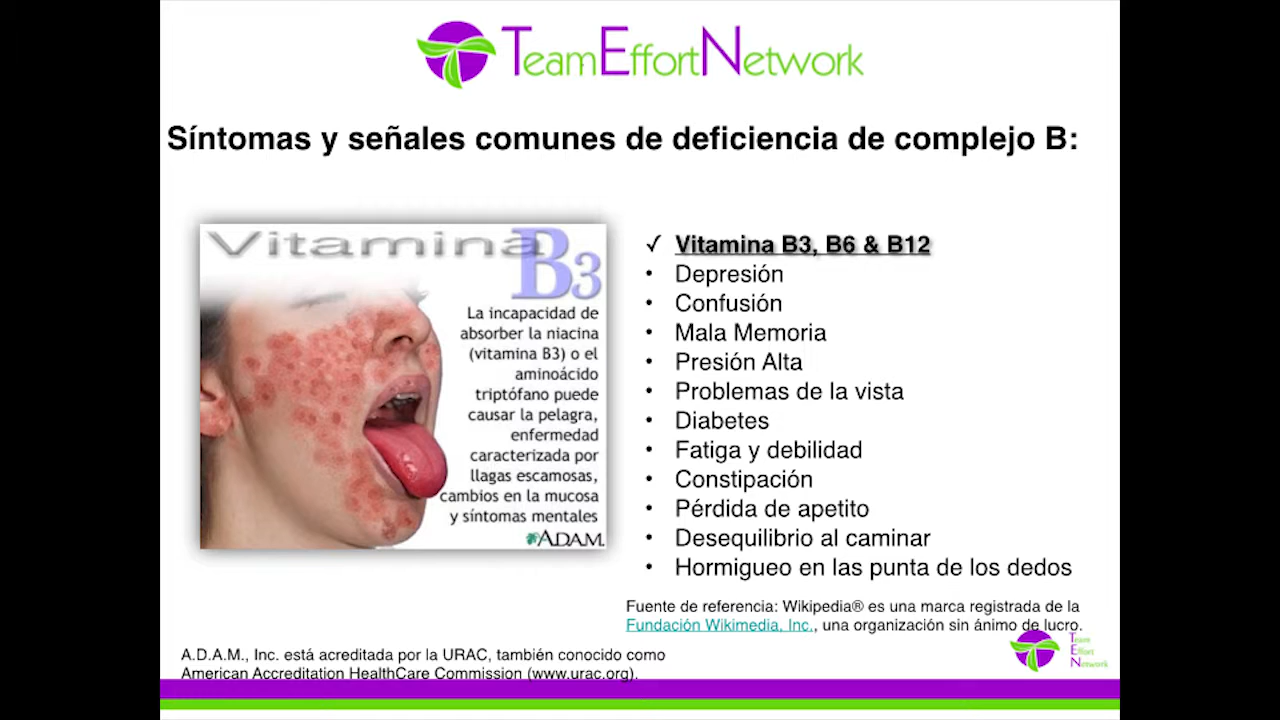 TeamEffortNetwork
Síntomas y señales comunes de deficiencia de complejo B:
Vitamina B3
La incapacidad de
absorber la niacina
(vitamina B3) o el
aminoácido
triptófano puede
causar la pelagra,
enfermedad
caracterizada por
llagas escamosas,
cambios en la mucosa
y síntomas mentales
A.D.A.M.
✓ Vitamina B3, B6 & B12
• Depresión
• Confusión
• Mala Memoria
• Presión Alta
• Problemas de la vista
• Diabetes
• Fatiga y debilidad
• Constipación
• Pérdida de apetito
• Desequilibrio al caminar
• Hormigueo en las punta de los dedos
Fuente de referencia: Wikipedia® es una marca registrada de la
Fundación Wikimedia, Inc., una organización sin ánimo de lucro.
Team
Effort
Network
A.D.A.M., Inc. está acreditada por la URAC, también conocido como
American Accreditation HealthCare Commission (www.urac.org).